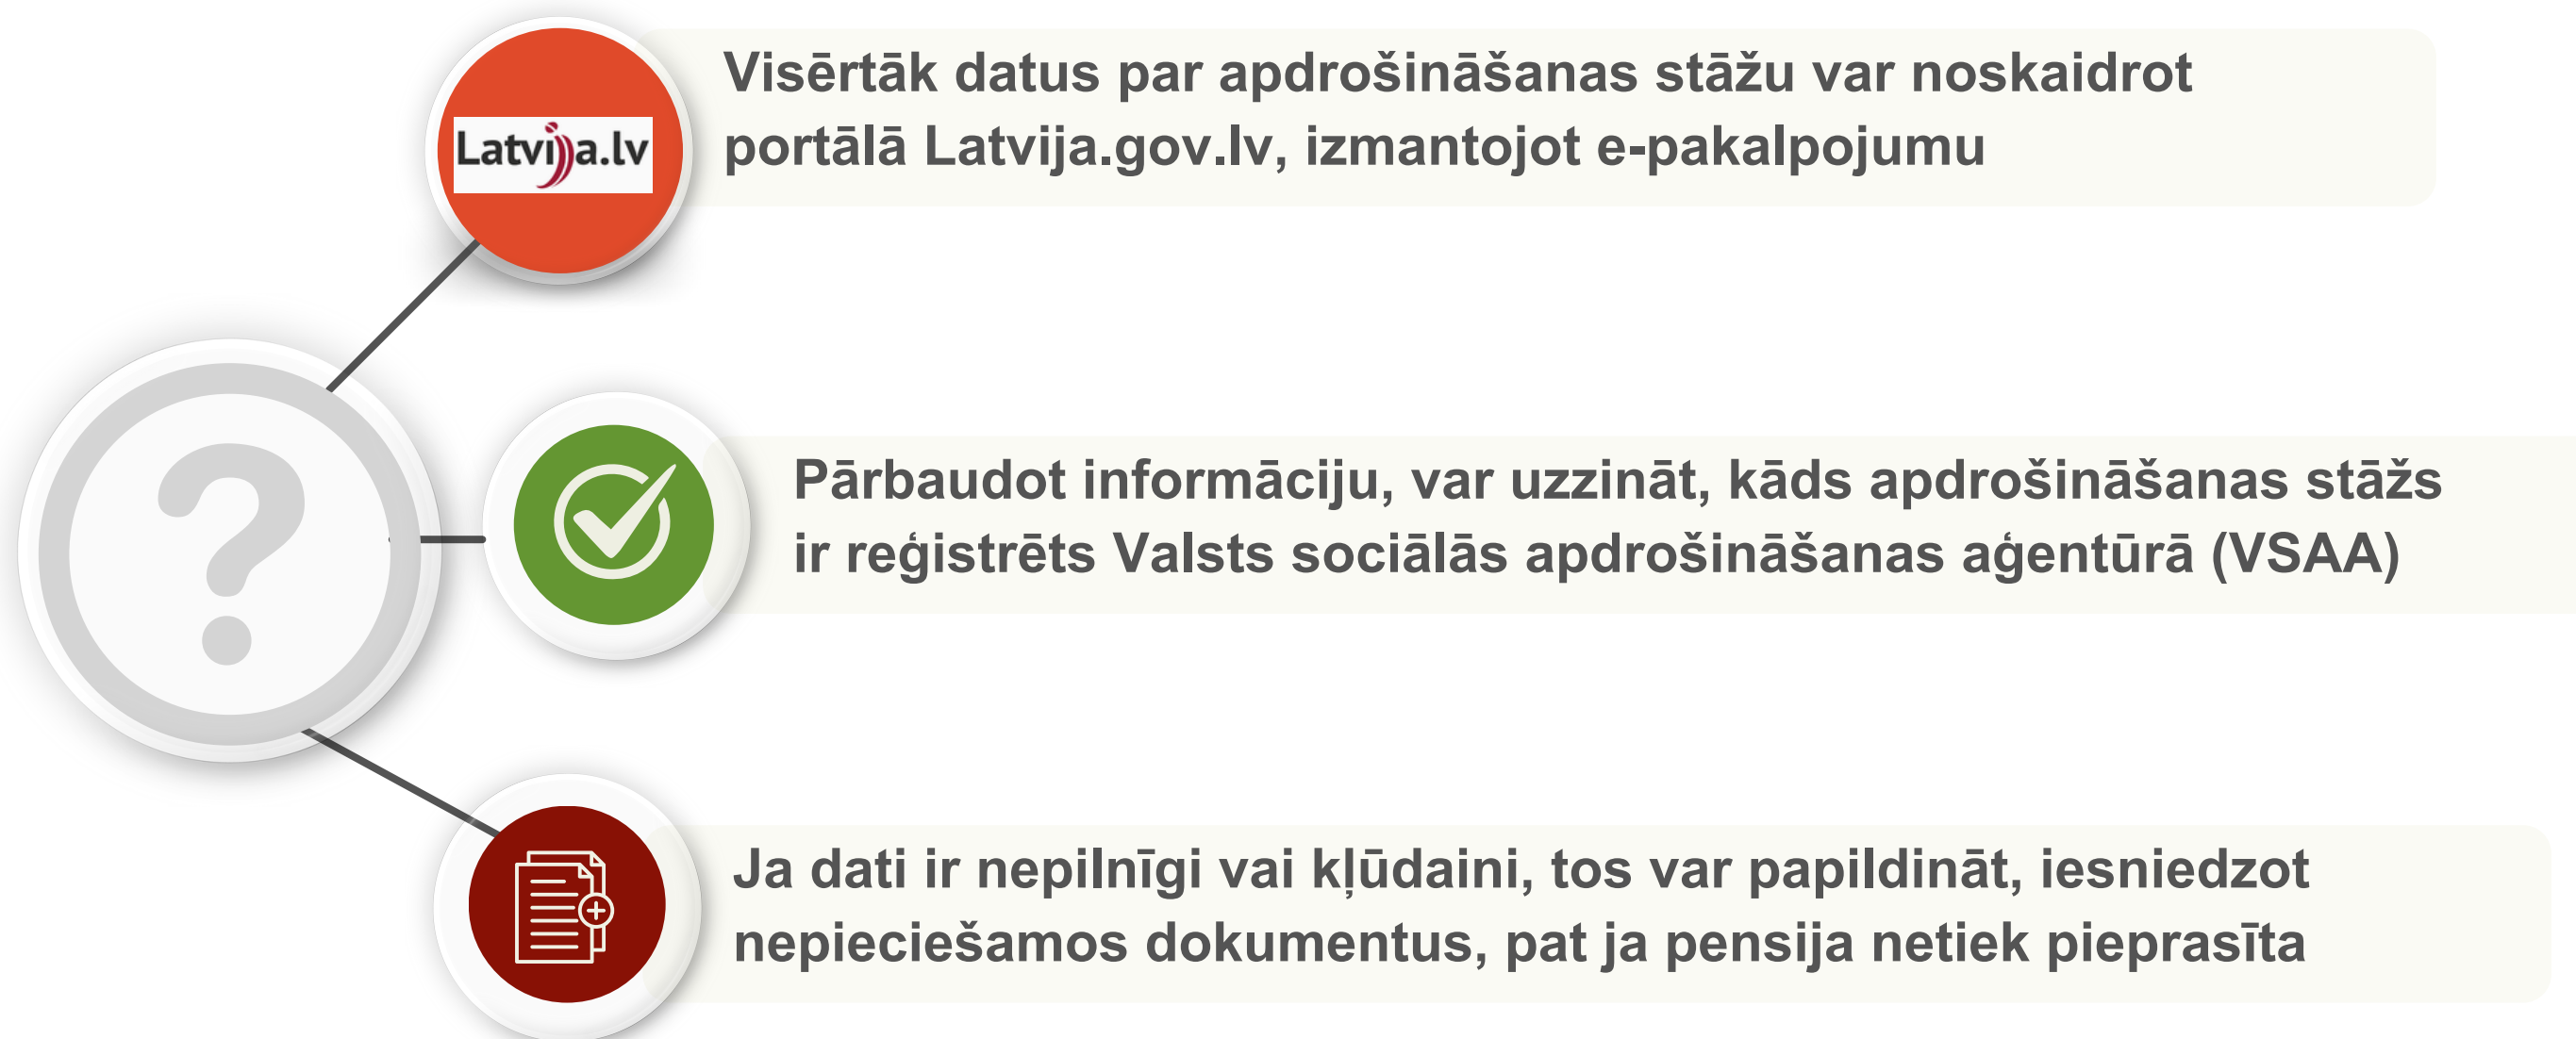 Latvija.lv
Visērtāk datus par apdrošināšanas stāžu var noskaidrot
portālā Latvija.gov.lv, izmantojot e-pakalpojumu
Pārbaudot informāciju, var uzzināt, kāds apdrošināšanas stāžs
ir reģistrēts Valsts sociālās apdrošināšanas aģentūrā (VSAA)
Ja dati ir nepilnīgi vai kļūdaini, tos var papildināt, iesniedzot
nepieciešamos dokumentus, pat ja pensija netiek pieprasīta